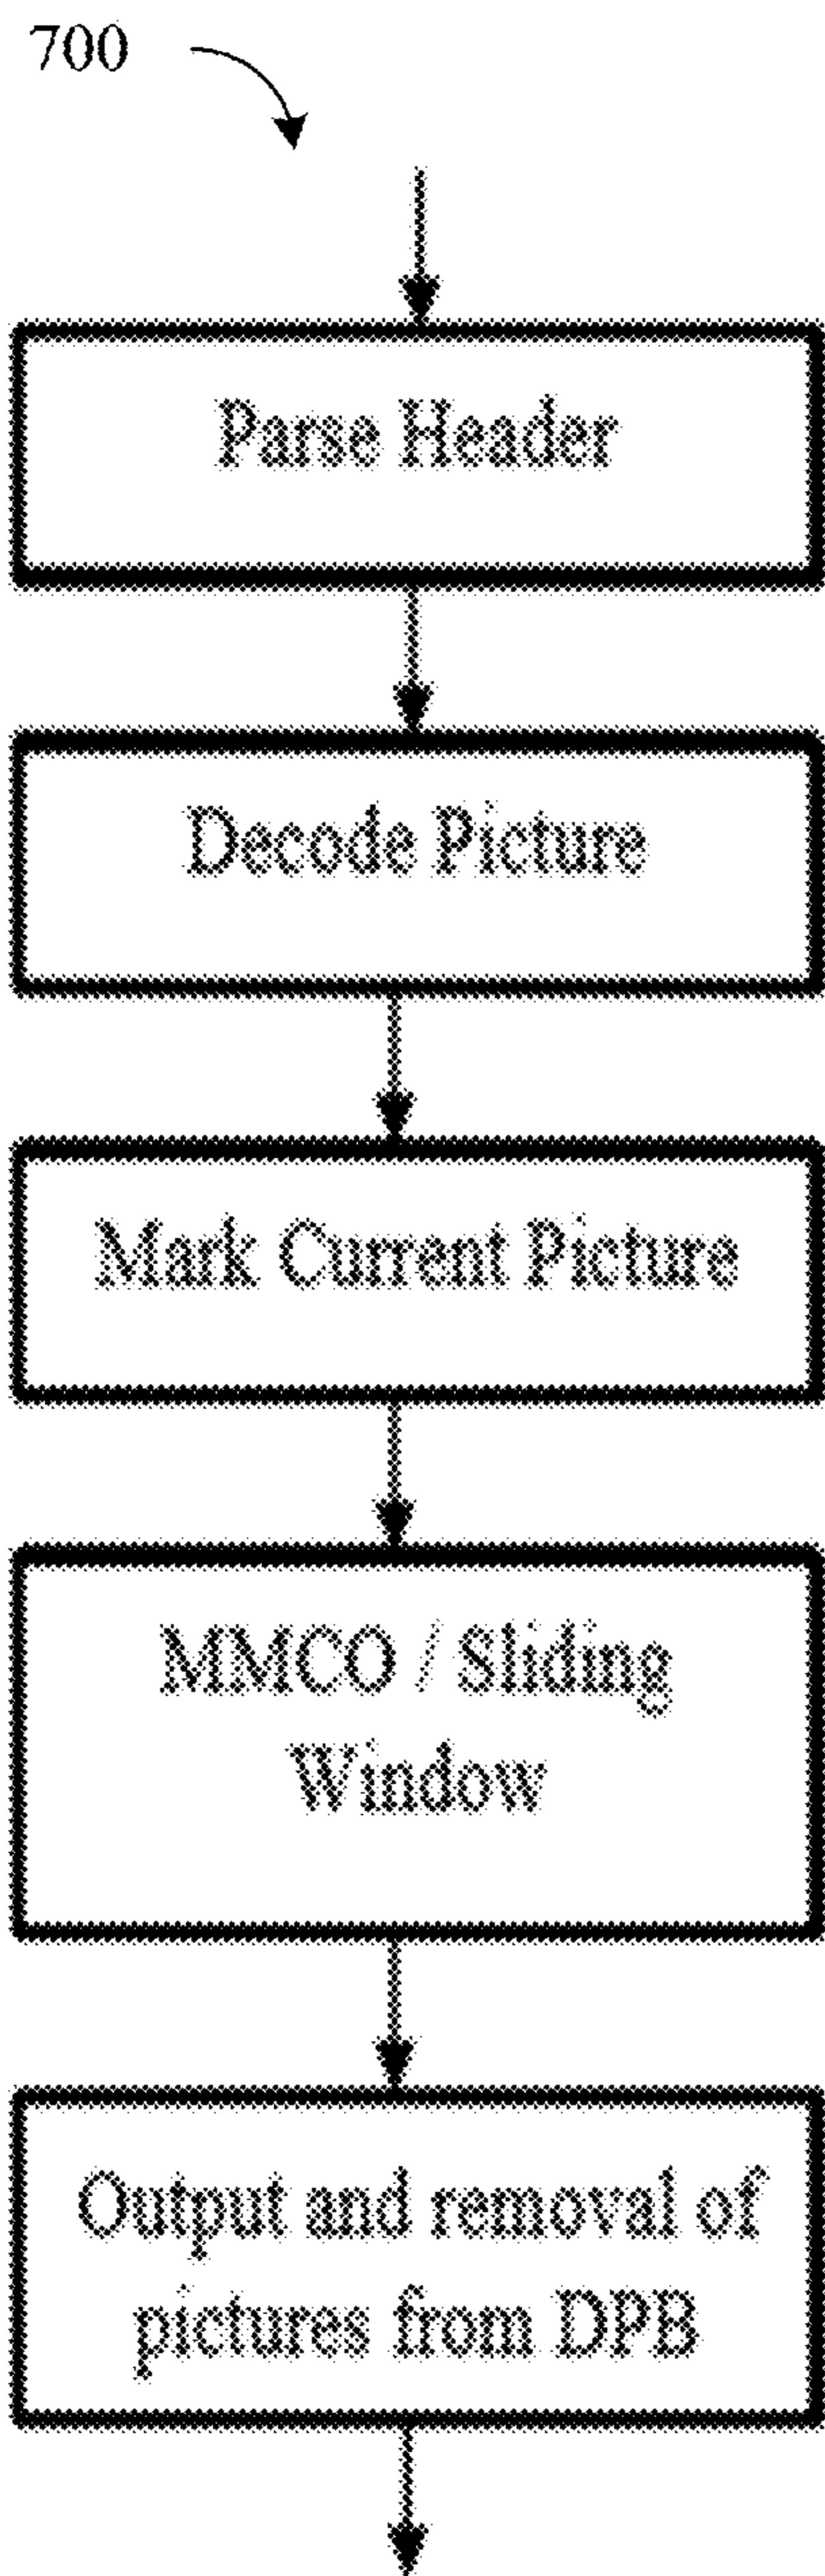 700
Parse Header
Decode Picture
Mark Current Picture
MMCO / Sliding
Window
Output and removal of
pictures from DPB